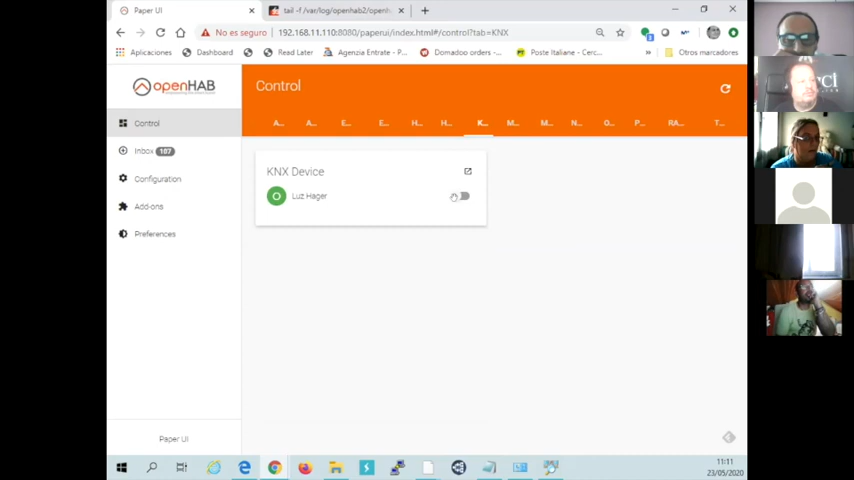 Paper UI
tail -f /var/log/openhab2/openh
No es seguro
192.168.11.110:8080/paperui/index.html#/control?tab=KNX
Aplicaciones
Dashboard
Read Later
Agenzia Entrate - P...
Domadoo orders -...
Poste Italiane - Cerc...
»
Otros marcadores
openHAB
Control
A...
A...
E...
E...
H...
H...
K...
M...
M...
N...
O...
P...
RA...
T...
Control
Inbox 107
Configuration
Add-ons
Preferences
KNX Device
O
Luz Hager
Paper UI
11:11
23/05/2020